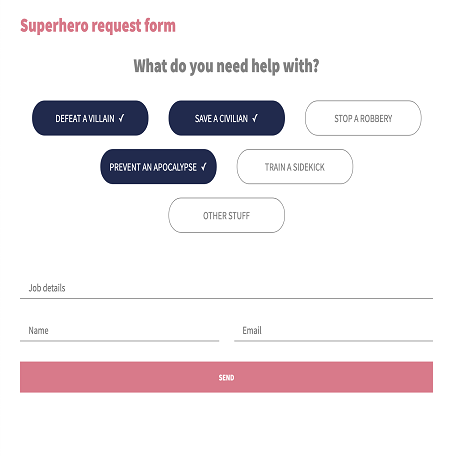 Superhero request form
What do you need help with?
DEFEAT A VILLAIN ✓
SAVE A CIVILIAN ✓
STOP A ROBBERY
PREVENT AN APOCALYPSE ✓
TRAIN A SIDEKICK
OTHER STUFF
Job details
Name
Email
SEND